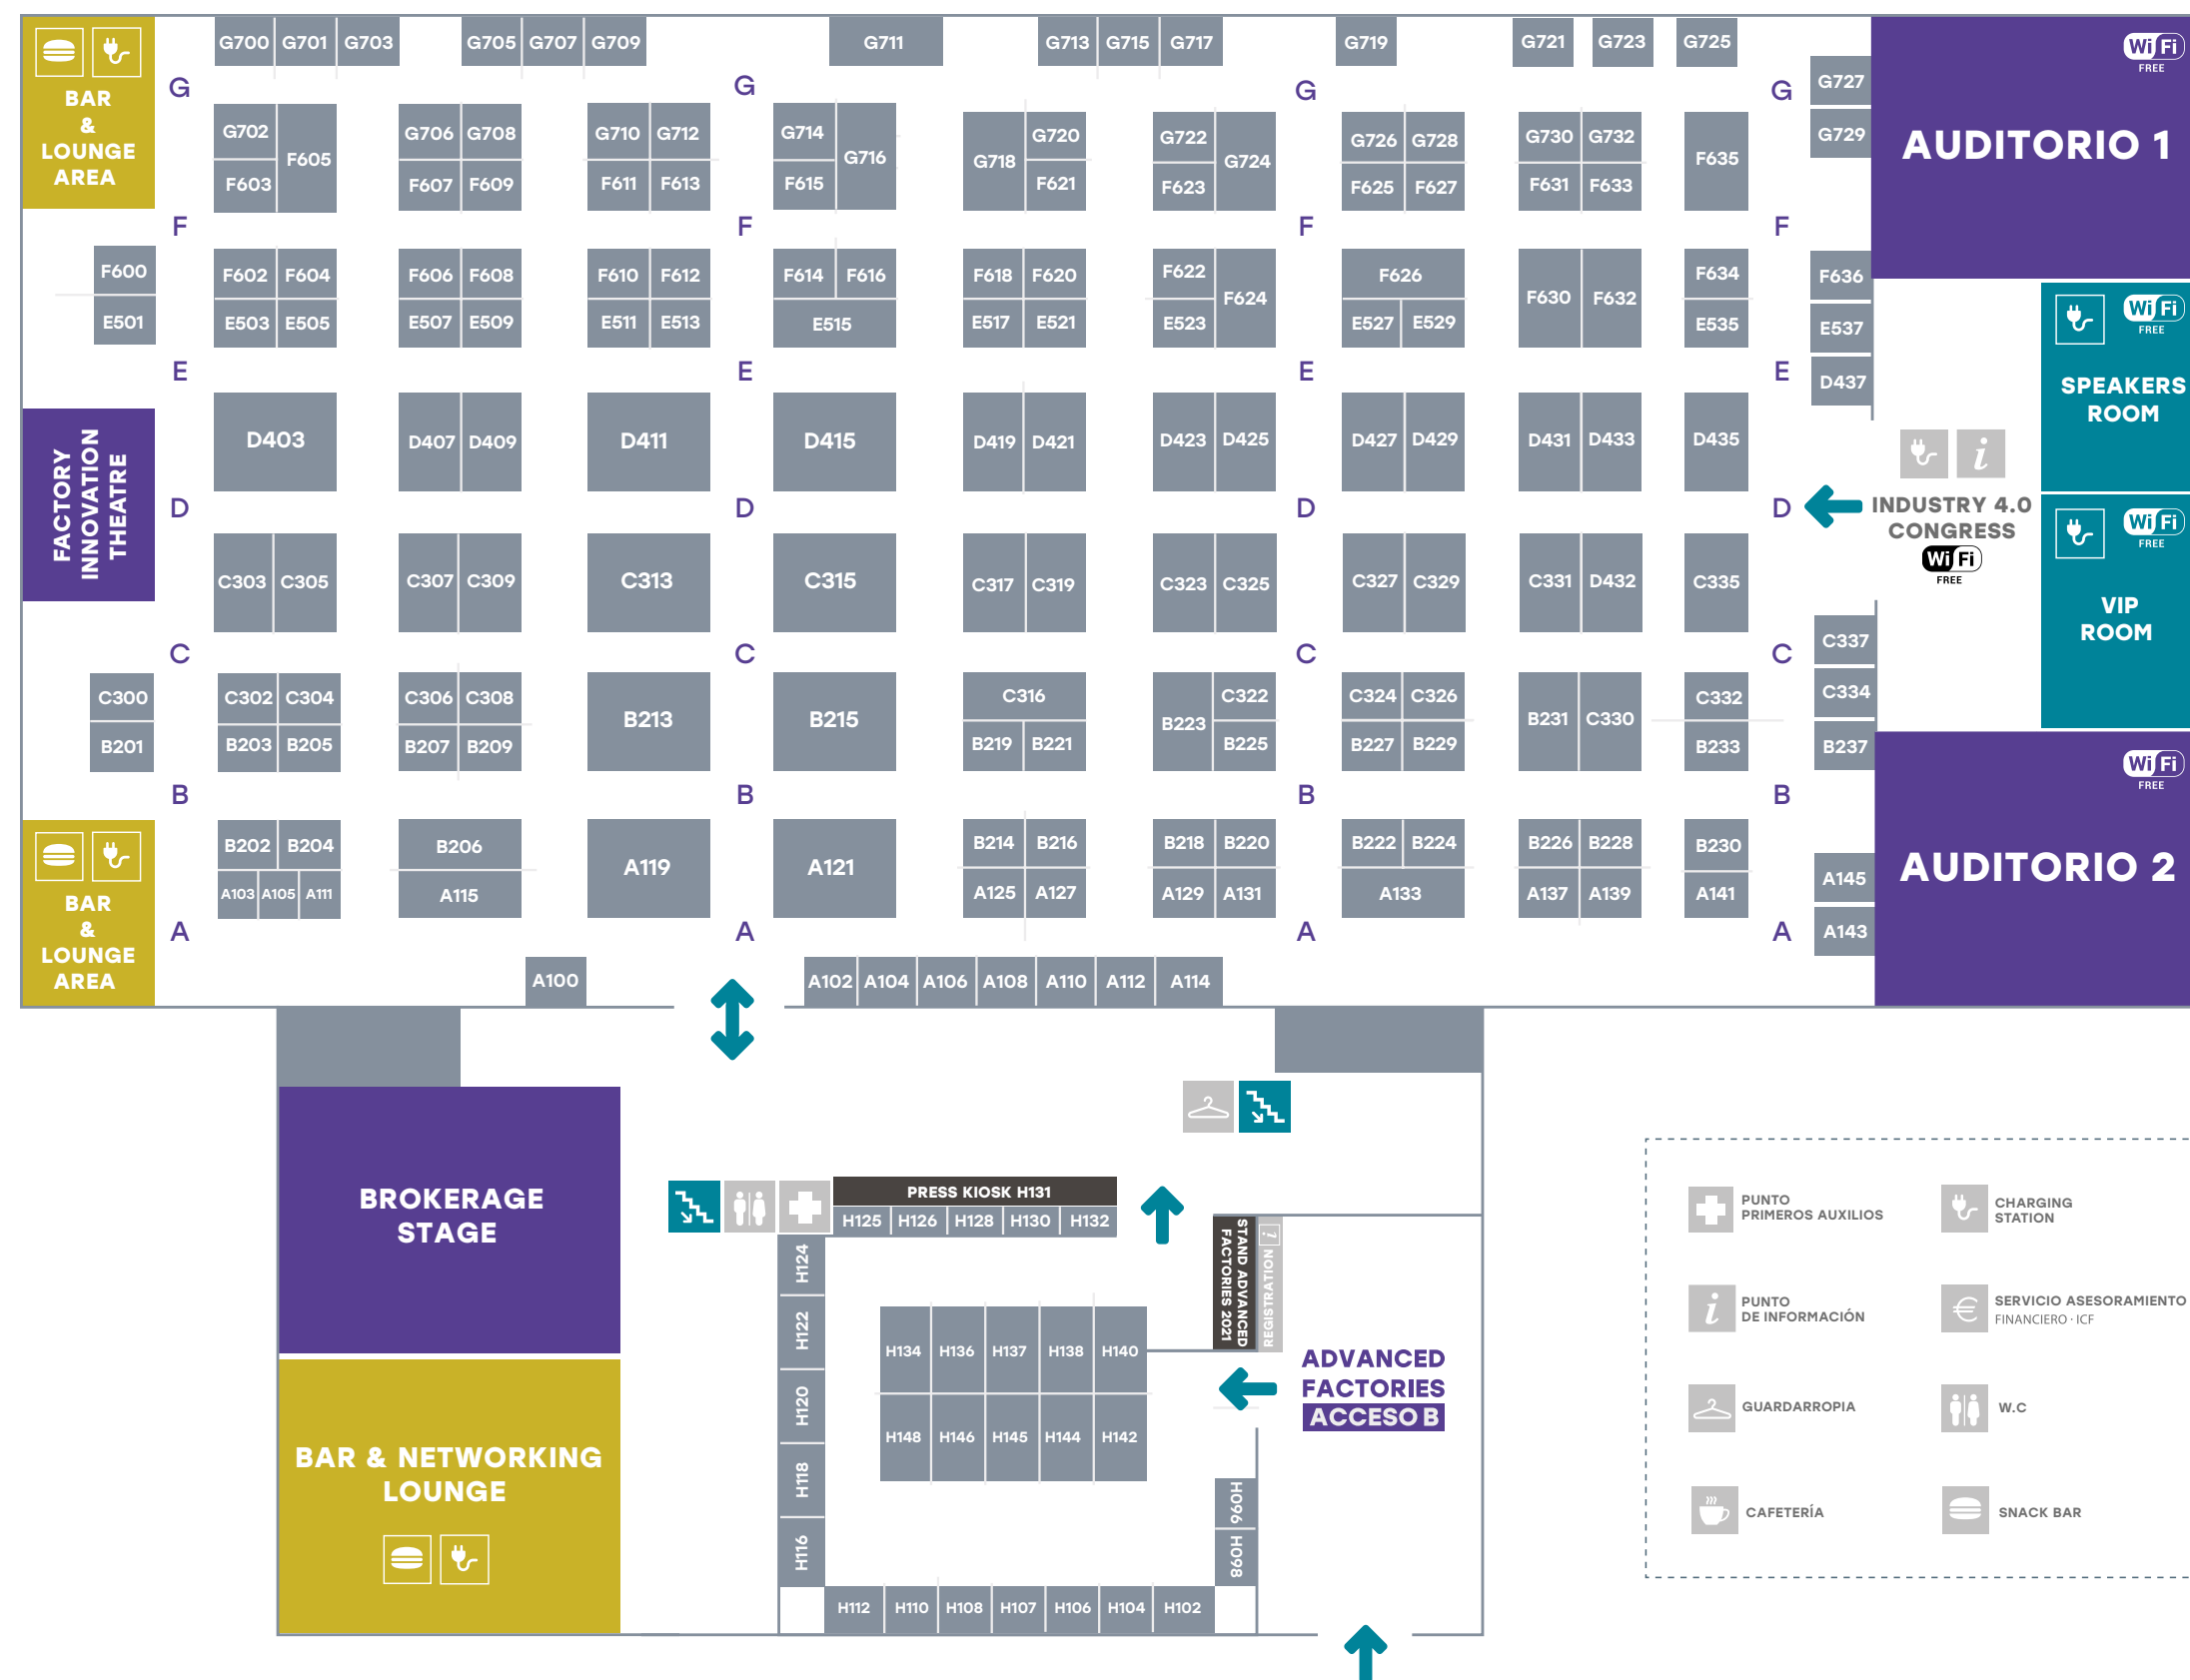 G700 G701 G703 G705 G707 G709 G711 G713 G715 G717 G719 G721 G723 G725
BAR
&
LOUNGE
AREA
G G G G
G727
G729
WiFi
FREE
AUDITORIO 1
G702 F605 G706 G708 G710 G712 G714 G716 G718 G720 G722 G724 G726 G728 G730 G732 F635
F603 F607 F609 F611 F613 F615 F621 F623 F625 F627 F631 F633
F F F F
F600 F602 F604 F606 F608 F610 F612 F614 F616 F618 F620 F622 F624 F626 F630 F632 F634 F636
E501 E503 E505 E507 E509 E511 E513 E515 E517 E521 E523 E527 E529 E535 E537
WiFi
FREE
SPEAKERS
ROOM
E E E E
D437
FACTORY
INNOVATION
THEATRE
D403 D407 D409 D411 D415 D419 D421 D423 D425 D427 D429 D431 D433 D435
D D D D
INDUSTRY 4.0
CONGRESS
WiFi
FREE
WiFi
FREE
VIP
ROOM
C303 C305 C307 C309 C313 C315 C317 C319 C323 C325 C327 C329 C331 D432 C335
C C C C
C337
C334
B237
C300 C302 C304 C306 C308 B213 B215 C316 B223 C322 C324 C326 B231 C330 C332
B201 B203 B205 B207 B209 B219 B221 B225 B227 B229 B233
B B B B
WiFi
FREE
AUDITORIO 2
BAR
&
LOUNGE
AREA
B202 B204 B206 A119 A121 B214 B216 B218 B220 B222 B224 B226 B228 B230
A103 A105 A111 A115 A125 A127 A129 A131 A133 A137 A139 A141
A145
A143
A A A A
A100 A102 A104 A106 A108 A110 A112 A114
BROKERAGE
STAGE
BAR & NETWORKING
LOUNGE
PRESS KIOSK H131
H125 H126 H128 H130 H132
H124
H122
H120
H118
H116
H134 H136 H137 H138 H140
H148 H146 H145 H144 H142
STAND ADVANCED
FACTORIES 2021
REGISTRATION i
ADVANCED
FACTORIES
ACCESO B
H096
H098
H112 H110 H108 H107 H106 H104 H102
PUNTO
PRIMEROS AUXILIOS
CHARGING
STATION
PUNTO
DE INFORMACIÓN
SERVICIO ASESORAMIENTO
FINANCIERO · ICF
GUARDARROPIA
W.C
CAFETERÍA
SNACK BAR